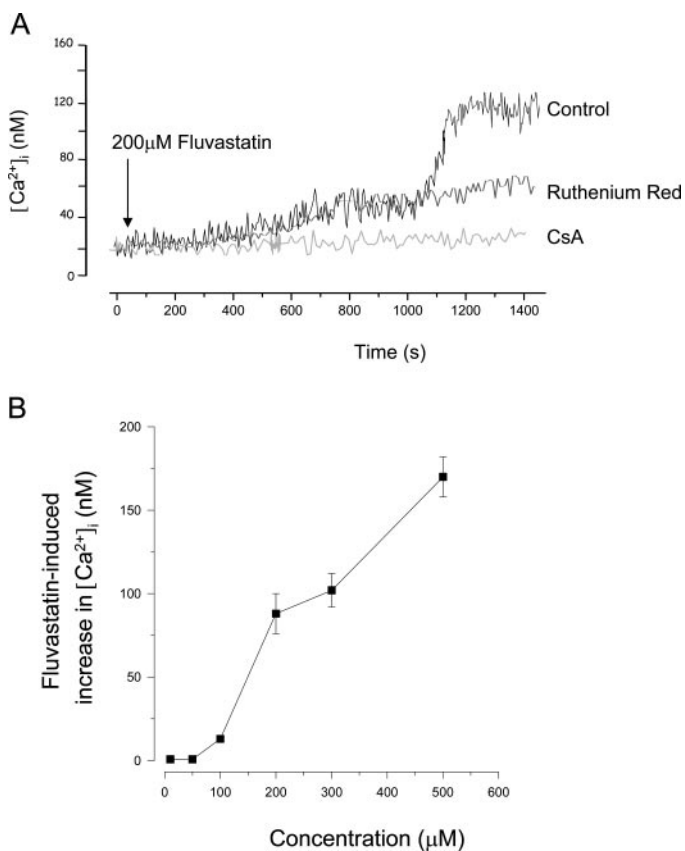 A
160
120
80
40
0
[Ca²⁺]ᵢ (nM)
200μM Fluvastatin
Control
Ruthenium Red
CsA
0 200 400 600 800 1000 1200 1400
Time (s)
B
200
150
100
50
0
Fluvastatin-induced
increase in [Ca²⁺]ᵢ (nM)
0 100 200 300 400 500 600
Concentration (μM)